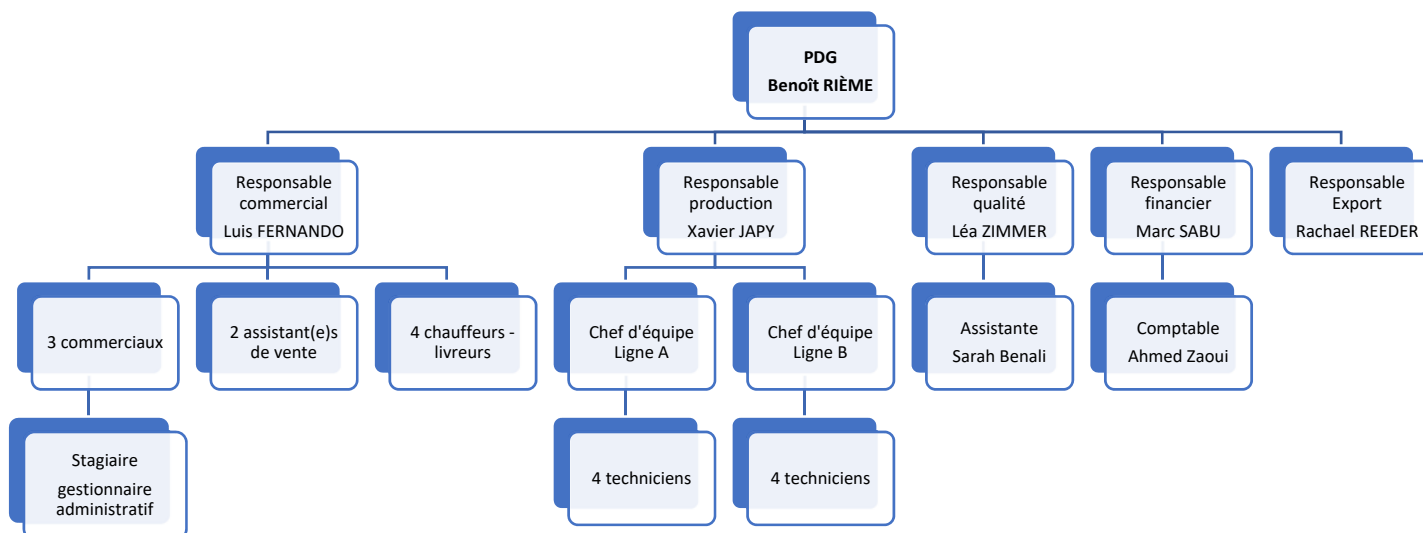 PDG
Benoît RIÈME
Responsable
commercial
Luis FERNANDO
Responsable
production
Xavier JAPY
Responsable
qualité
Léa ZIMMER
Responsable
financier
Marc SABU
Responsable
Export
Rachael REEDER
3 commerciaux
2 assistant(e)s
de vente
4 chauffeurs -
livreurs
Chef d'équipe
Ligne A
Chef d'équipe
Ligne B
Assistante
Sarah Benali
Comptable
Ahmed Zaoui
Stagiaire
gestionnaire
administratif
4 techniciens
4 techniciens